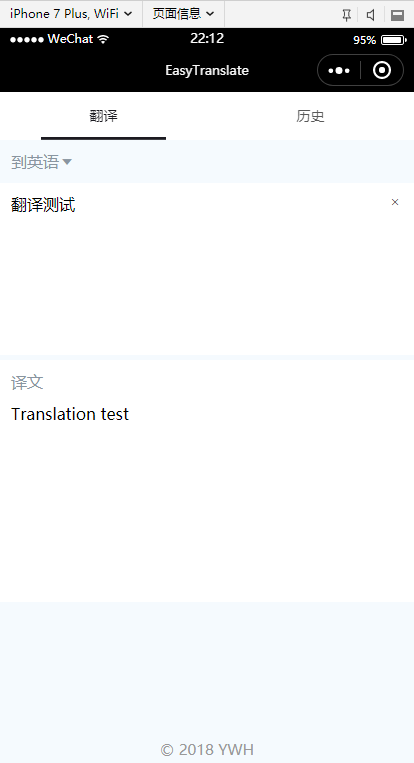 iPhone 7 Plus, WiFi 页面信息
WeChat 22:12 95%
EasyTranslate
翻译 历史
到英语
翻译测试
译文
Translation test
© 2018 YWH